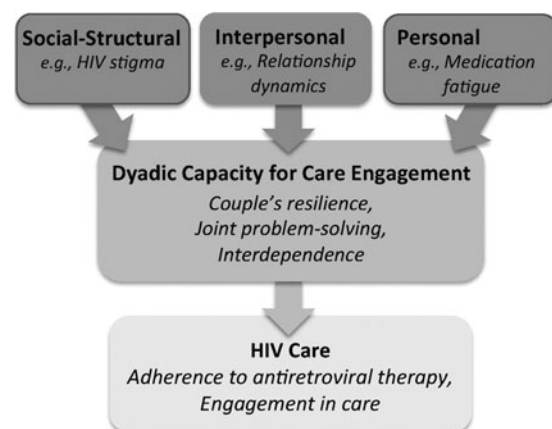 Social-Structural
e.g., HIV stigma
Interpersonal
e.g., Relationship
dynamics
Personal
e.g., Medication
fatigue
Dyadic Capacity for Care Engagement
Couple's resilience,
Joint problem-solving,
Interdependence
HIV Care
Adherence to antiretroviral therapy,
Engagement in care